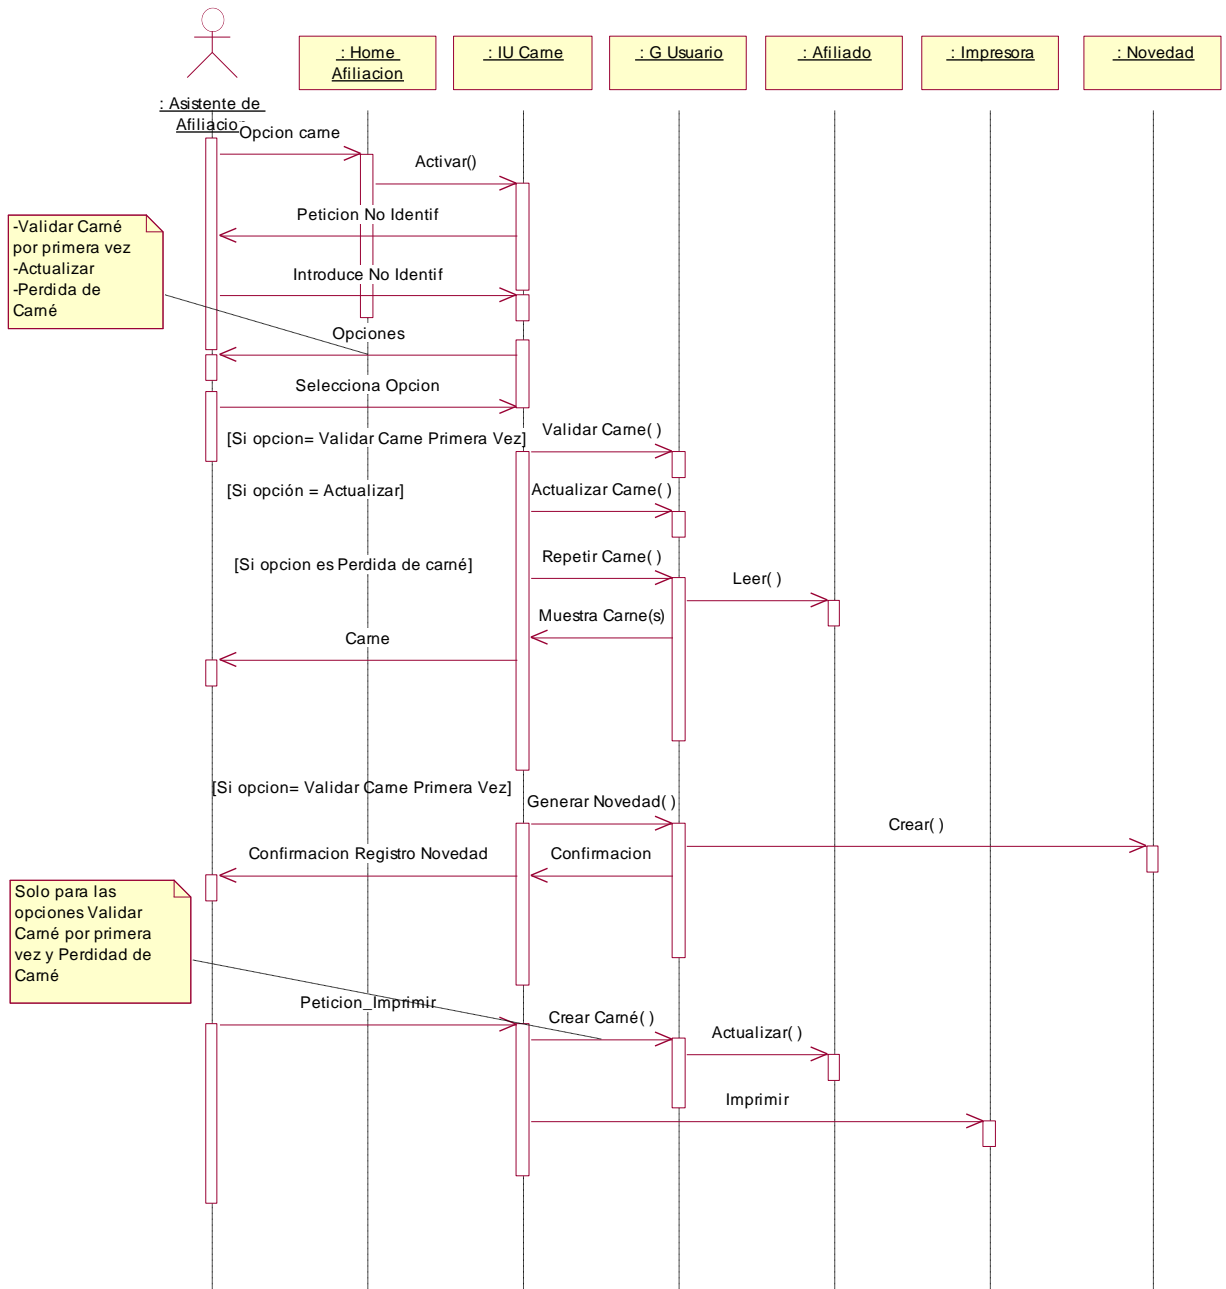 : Home
Afiliacion
: IU Carne
: G Usuario
: Afiliado
: Impresora
: Novedad
: Asistente de
Afiliacio
Opcion carne
Activar()
Peticion No Identif
-Validar Carné
por primera vez
-Actualizar
-Perdida de
Carné
Introduce No Identif
Opciones
Selecciona Opcion
[Si opcion= Validar Carne Primera Vez]
Validar Carne( )
[Si opción = Actualizar]
Actualizar Carne( )
[Si opcion es Perdida de carné]
Repetir Carne( )
Leer( )
Muestra Carne(s)
Carne
[Si opcion= Validar Carne Primera Vez]
Generar Novedad( )
Crear( )
Confirmacion Registro Novedad
Confirmacion
Solo para las
opciones Validar
Carné por primera
vez y Perdidad de
Carné
Peticion_Imprimir
Crear Carné( )
Actualizar( )
Imprimir